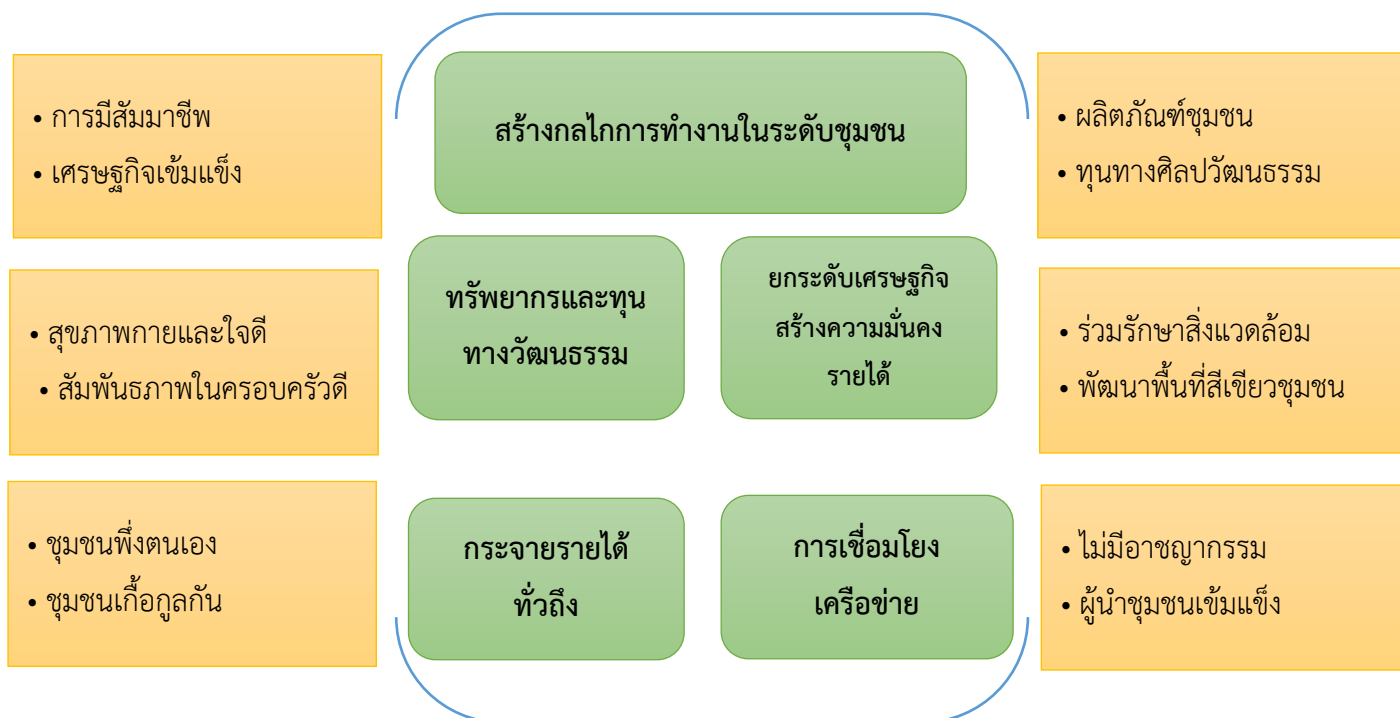 • การมีสัมมาชีพ
• เศรษฐกิจเข้มแข็ง
สร้างกลไกการทำงานในระดับชุมชน
• ผลิตภัณฑ์ชุมชน
• ทุนทางศิลปวัฒนธรรม
• สุขภาพกายและใจดี
• สัมพันธภาพในครอบครัวดี
ทรัพยากรและทุน
ทางวัฒนธรรม
ยกระดับเศรษฐกิจ
สร้างความมั่นคง
รายได้
• ร่วมรักษาสิ่งแวดล้อม
• พัฒนาพื้นที่สีเขียวชุมชน
• ชุมชนพึ่งตนเอง
• ชุมชนเกื้อกูลกัน
กระจายรายได้
ทั่วถึง
การเชื่อมโยง
เครือข่าย
• ไม่มีอาชญากรรม
• ผู้นำชุมชนเข้มแข็ง